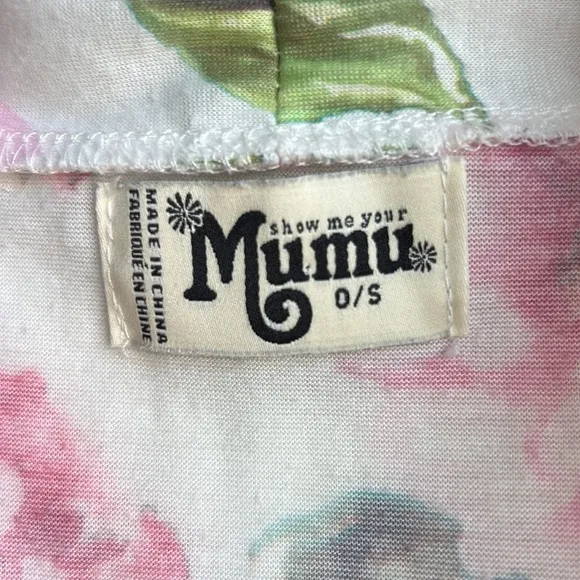 MADE IN CHINA
FABRIQUÉ EN CHINE
show me your
Mumu
O/S